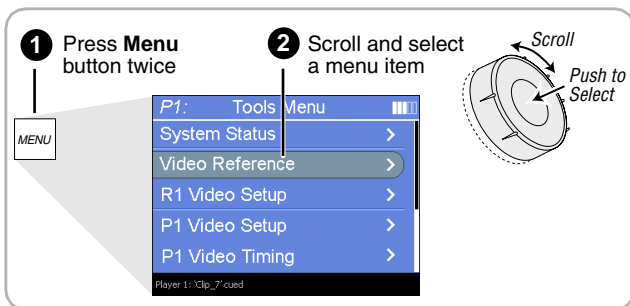 1 Press Menu
button twice
2 Scroll and select
a menu item
Scroll
Push to
Select
MENU
P1: Tools Menu
System Status >
Video Reference >
R1 Video Setup >
P1 Video Setup >
P1 Video Timing >
Player 1: 'Clip_7' cued